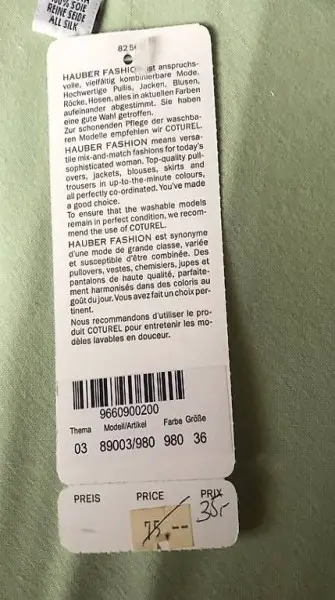 100% SOIE
REINE SEIDE
ALL SILK
HAUBER FASHION ist anspruchs-
volle, vielfältig kombinierbare Mode.
Hochwertige Pullis, Jacken, Blusen,
Röcke, Hosen, alles in aktuellen Farben
aufeinander abgestimmt. Sie haben
eine gute Wahl getroffen.
Zur schonenden Pflege der waschba-
ren Modelle empfehlen wir COTUREL.
HAUBER FASHION means versa-
tile mix-and-match fashions for today's
sophisticated woman. Top-quality pull-
overs, jackets, blouses, skirts and
trousers in up-to-the-minute colours,
all perfectly co-ordinated. You've made
a good choice.
To ensure that the washable models
remain in perfect condition, we recom-
mend the use of COTUREL.
HAUBER FASHION est synonyme
d'une mode de grande classe, variée
et susceptible d'être combinée. Des
pullovers, vestes, chemisiers, jupes et
pantalons de haute qualité, parfaite-
ment harmonisés dans des coloris au
goût du jour. Vous avez fait un choix per-
tinent.
Nous recommandons d'utiliser le pro-
duit COTUREL pour entretenir les mo-
dèles lavables en douceur.
9660900200
Thema Modell/Artikel Farbe Größe
03 89003/980 980 36
PREIS PRICE PRIX
75,-- 35,-